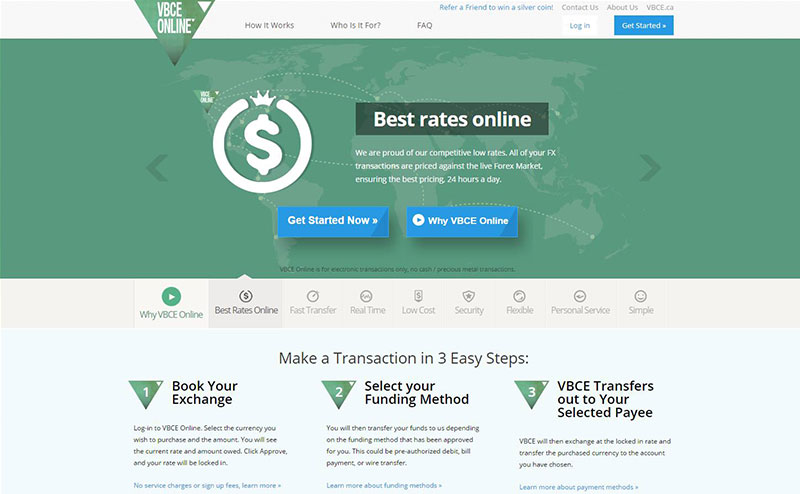 VBCE
ONLINE
Refer a Friend to win a silver coin! Contact Us About Us VBCE.ca
How It Works Who Is It For? FAQ
Log in Get Started »
VBCE
ONLINE
$
Best rates online
We are proud of our competitive low rates. All of your FX
transactions are priced against the live Forex Market,
ensuring the best pricing, 24 hours a day.
Get Started Now » Why VBCE Online
VBCE Online is for electronic transactions only, no cash / precious metal transactions.
Why VBCE Online Best Rates Online Fast Transfer Real Time Low Cost Security Flexible Personal Service Simple
Make a Transaction in 3 Easy Steps:
1 Book Your
Exchange
Log-in to VBCE Online. Select the currency you
wish to purchase and the amount. You will see
the current rate and amount owed. Click Approve,
and your rate will be locked in.
No service charges or sign up fees, learn more »
2 Select your
Funding Method
You will then transfer your funds to us depending
on the funding method that has been approved
for you. This could be pre-authorized debit, bill
payment, or wire transfer.
Learn more about funding methods »
3 VBCE Transfers
out to Your
Selected Payee
VBCE will then exchange at the locked in rate and
transfer the purchased currency to the account
you have chosen.
Learn more about payment methods »